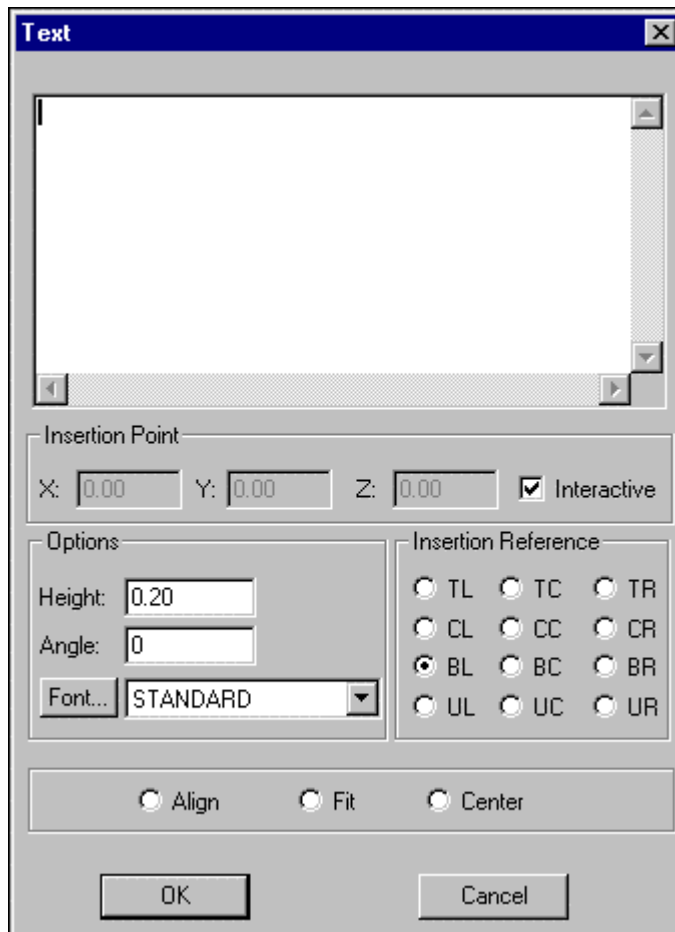 Text
Insertion Point
X: 0.00 Y: 0.00 Z: 0.00 Interactive
Options
Height: 0.20
Angle: 0
Font... STANDARD
Insertion Reference
TL TC TR
CL CC CR
BL BC BR
UL UC UR
Align Fit Center
OK Cancel